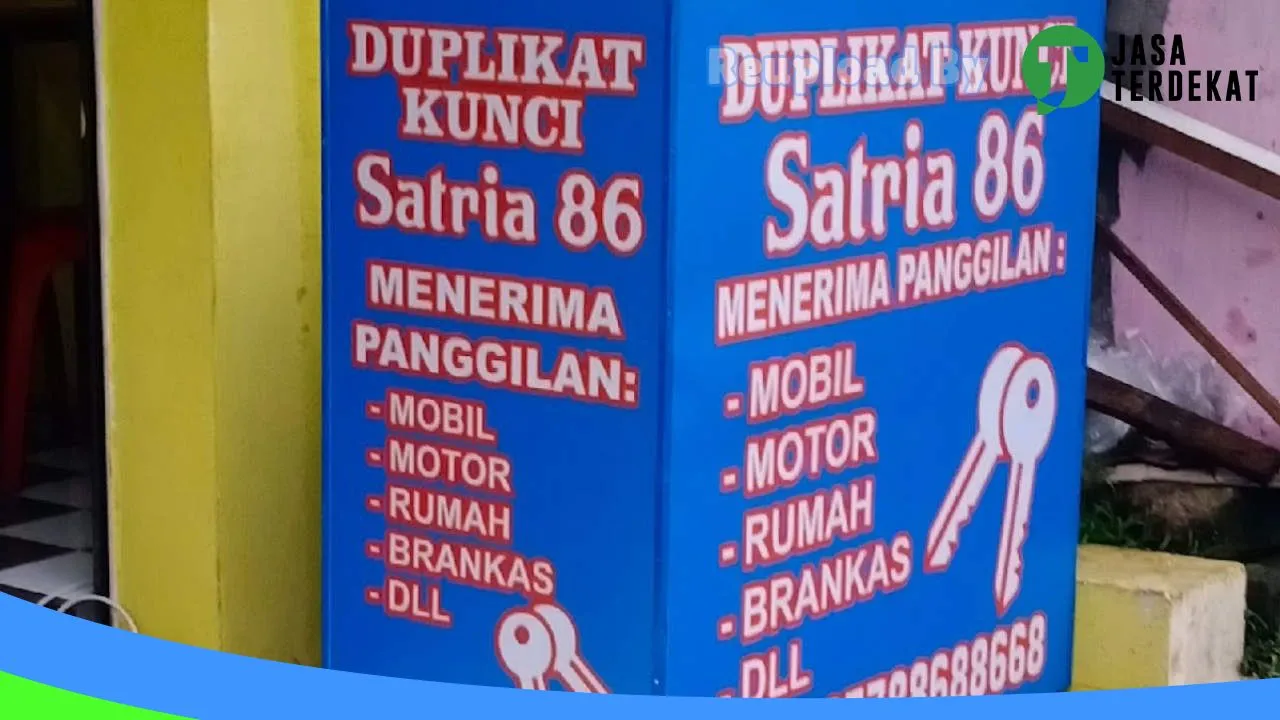 DUPLIKAT
KUNCI
Satria 86
MENERIMA
PANGGILAN:
- MOBIL
- MOTOR
- RUMAH
- BRANKAS
- DLL
DUPLIKAT KUNCI
Satria 86
MENERIMA PANGGILAN :
- MOBIL
- MOTOR
- RUMAH
- BRANKAS
- DLL
Reupload By
JASA
TERDEKAT